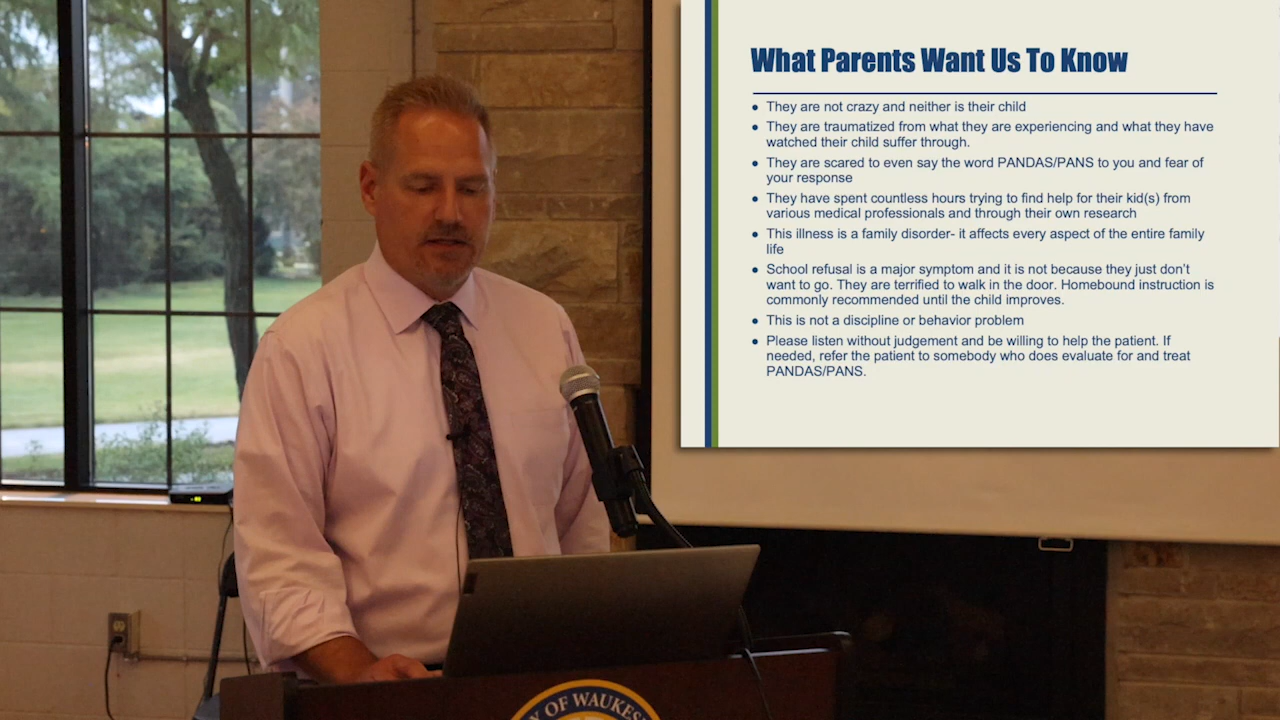 What Parents Want Us To Know
● They are not crazy and neither is their child
● They are traumatized from what they are experiencing and what they have
watched their child suffer through.
● They are scared to even say the word PANDAS/PANS to you and fear of
your response
● They have spent countless hours trying to find help for their kid(s) from
various medical professionals and through their own research
● This illness is a family disorder- it affects every aspect of the entire family
life
● School refusal is a major symptom and it is not because they just don't
want to go. They are terrified to walk in the door. Homebound instruction is
commonly recommended until the child improves.
● This is not a discipline or behavior problem
● Please listen without judgement and be willing to help the patient. If
needed, refer the patient to somebody who does evaluate for and treat
PANDAS/PANS.
Y OF WAUKES